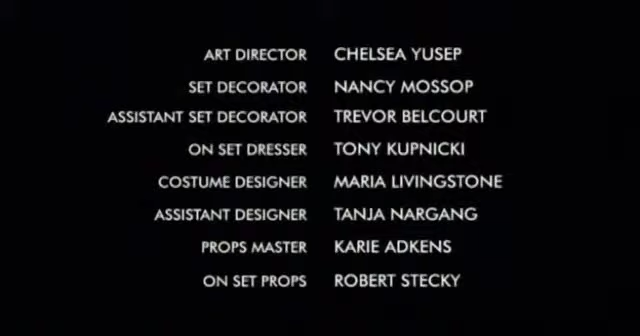 ART DIRECTOR CHELSEA YUSEP
SET DECORATOR NANCY MOSSOP
ASSISTANT SET DECORATOR TREVOR BELCOURT
ON SET DRESSER TONY KUPNICKI
COSTUME DESIGNER MARIA LIVINGSTONE
ASSISTANT DESIGNER TANJA NARGANG
PROPS MASTER KARIE ADKENS
ON SET PROPS ROBERT STECKY